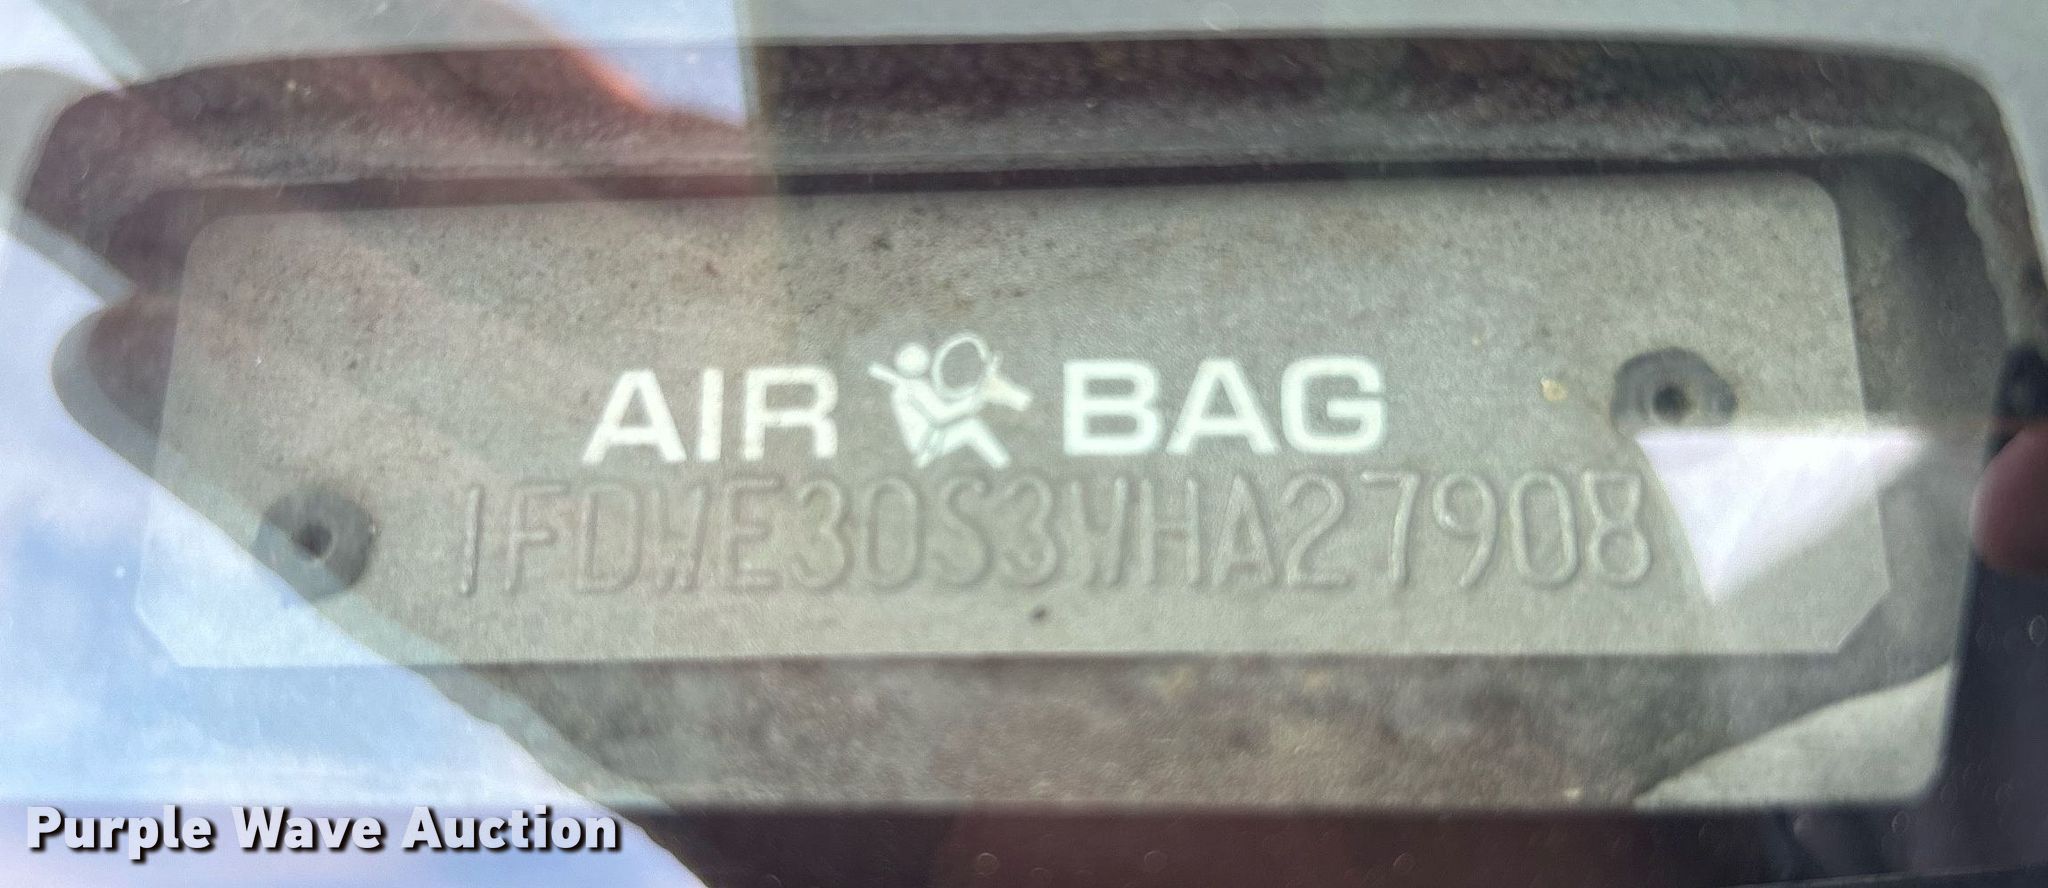 AIR BAG
1FDWE30S3WHA27908
Purple Wave Auction